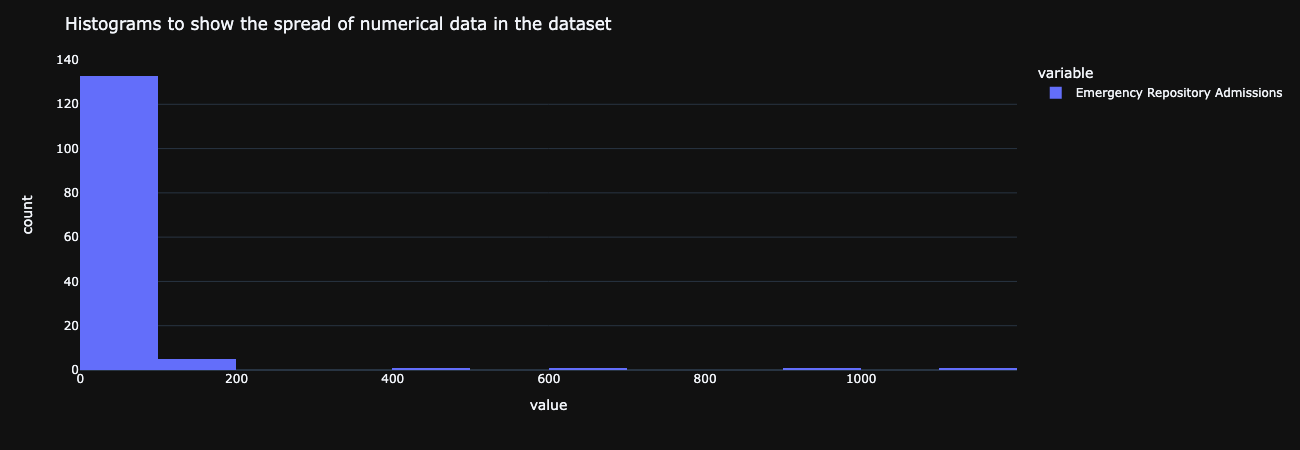 Histograms to show the spread of numerical data in the dataset
140
120
100
80
60
40
20
0
count
0 200 400 600 800 1000
value
variable
Emergency Repository Admissions